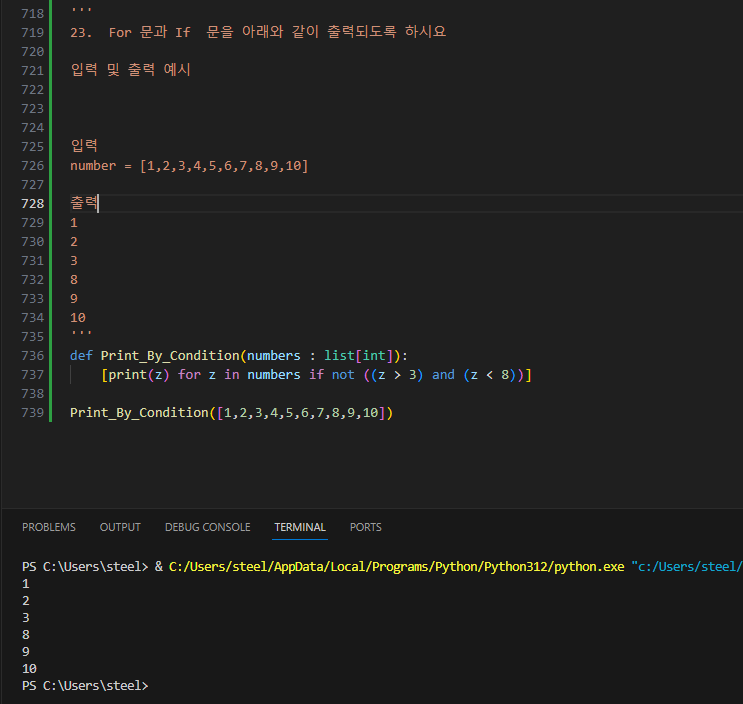 718 '''
719 23.  For 문과 If  문을 아래와 같이 출력되도록 하시요
720
721 입력 및 출력 예시
722
723
724
725 입력
726 number = [1,2,3,4,5,6,7,8,9,10]
727
728 출력
729 1
730 2
731 3
732 8
733 9
734 10
735 '''
736 def Print_By_Condition(numbers : list[int]):
737     [print(z) for z in numbers if not ((z > 3) and (z < 8))]
738
739 Print_By_Condition([1,2,3,4,5,6,7,8,9,10])
PROBLEMS OUTPUT DEBUG CONSOLE TERMINAL PORTS
PS C:\Users\steel> & C:/Users/steel/AppData/Local/Programs/Python/Python312/python.exe "c:/Users/steel/
1
2
3
8
9
10
PS C:\Users\steel>